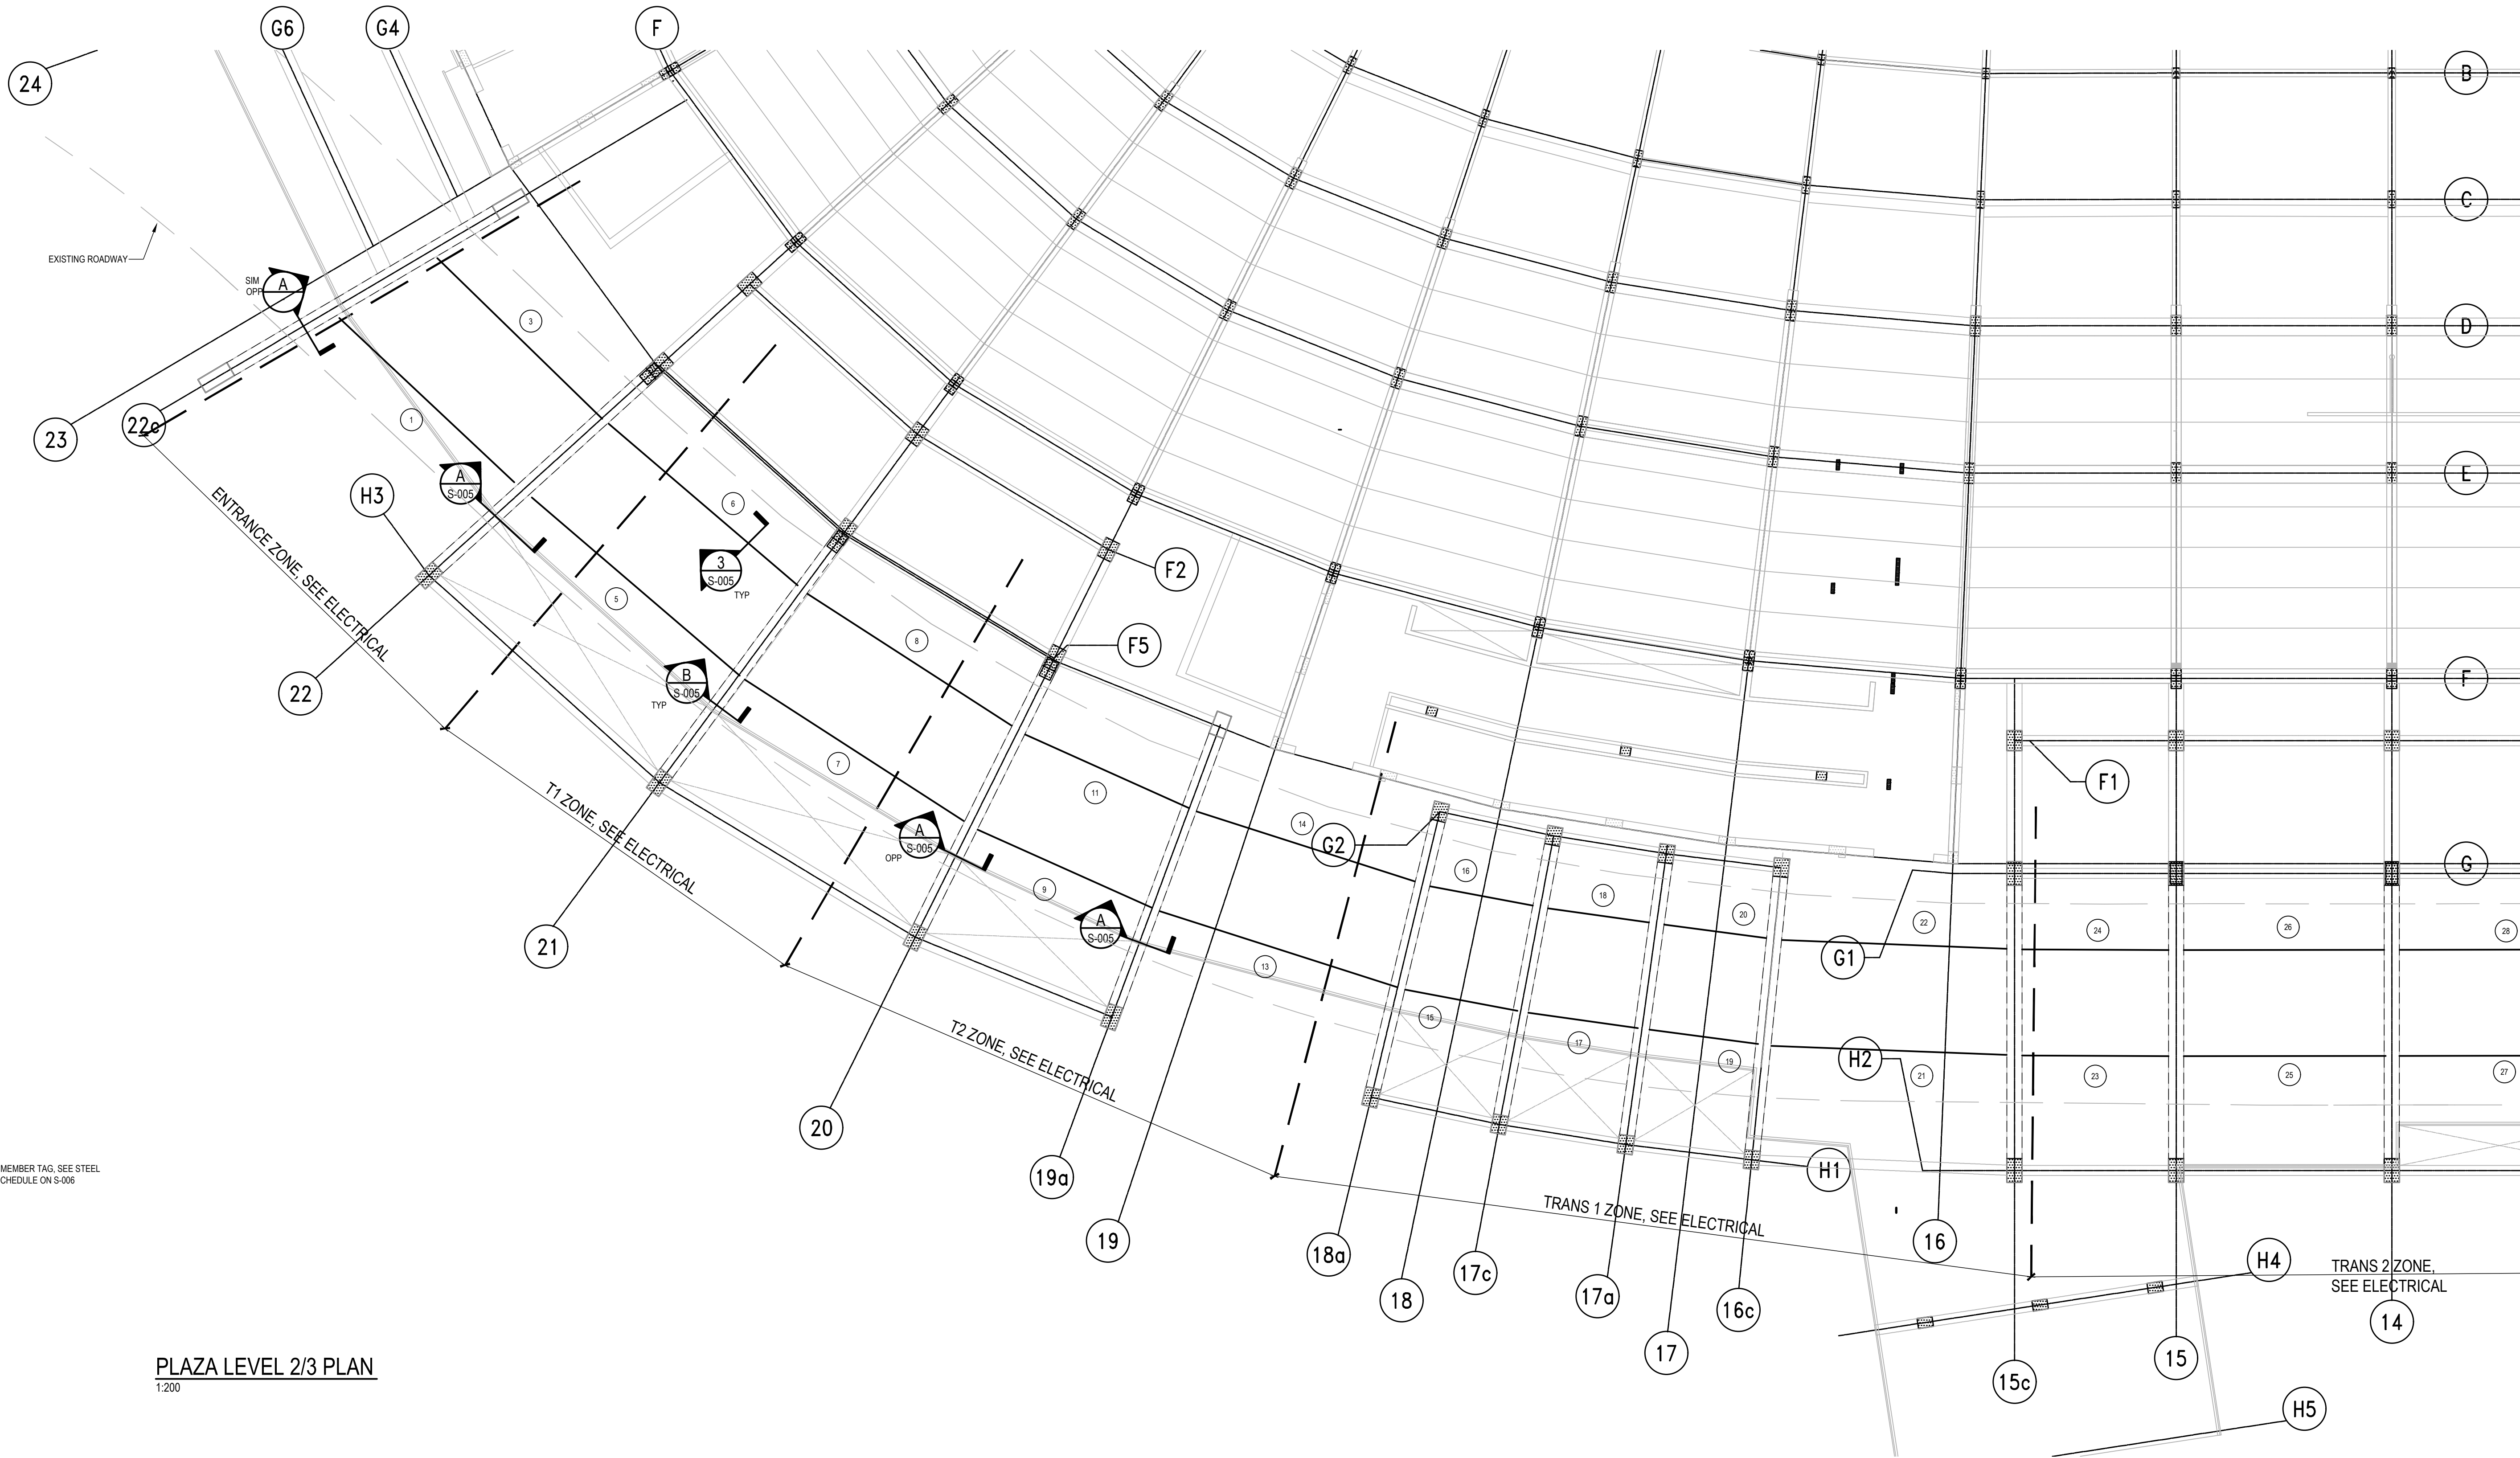 G6
G4
F
24
B
C
EXISTING ROADWAY
SIM
OPP
A
3
D
23
22c
1
A
S-005
H3
E
6
3
S-005
TYP
F2
ENTRANCE ZONE, SEE ELECTRICAL
5
8
F5
22
B
S-005
TYP
F
7
11
F1
T1 ZONE, SEE ELECTRICAL
14
G2
A
S-005
OPP
16
G
9
18
20
22
24
26
28
A
S-005
21
13
G1
15
17
19
H2
21
23
25
27
T2 ZONE, SEE ELECTRICAL
20
MEMBER TAG, SEE STEEL
CHEDULE ON S-006
19a
H1
TRANS 1 ZONE, SEE ELECTRICAL
19
18a
16
H4
TRANS 2 ZONE,
SEE ELECTRICAL
18
17c
17a
16c
14
17
15
15c
PLAZA LEVEL 2/3 PLAN
1:200
H5